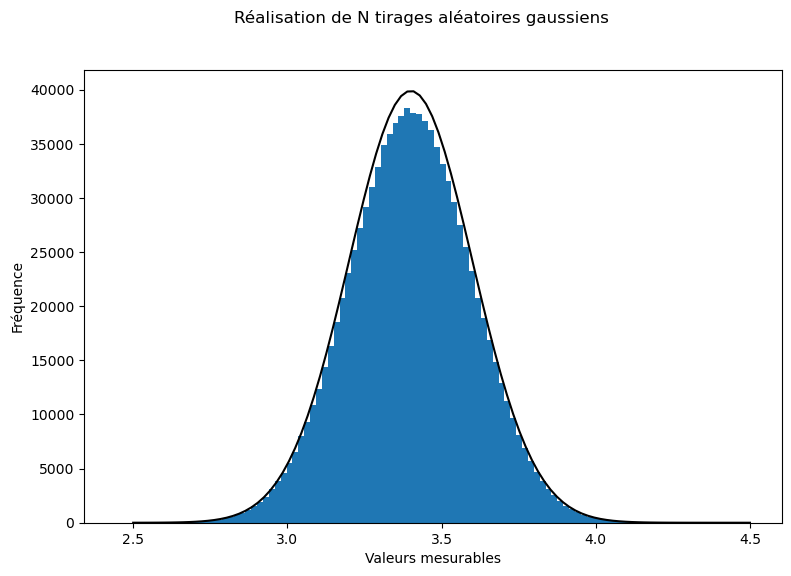 Réalisation de N tirages aléatoires gaussiens
40000
35000
30000
25000
20000
15000
10000
5000
0
Fréquence
2.5 3.0 3.5 4.0 4.5
Valeurs mesurables